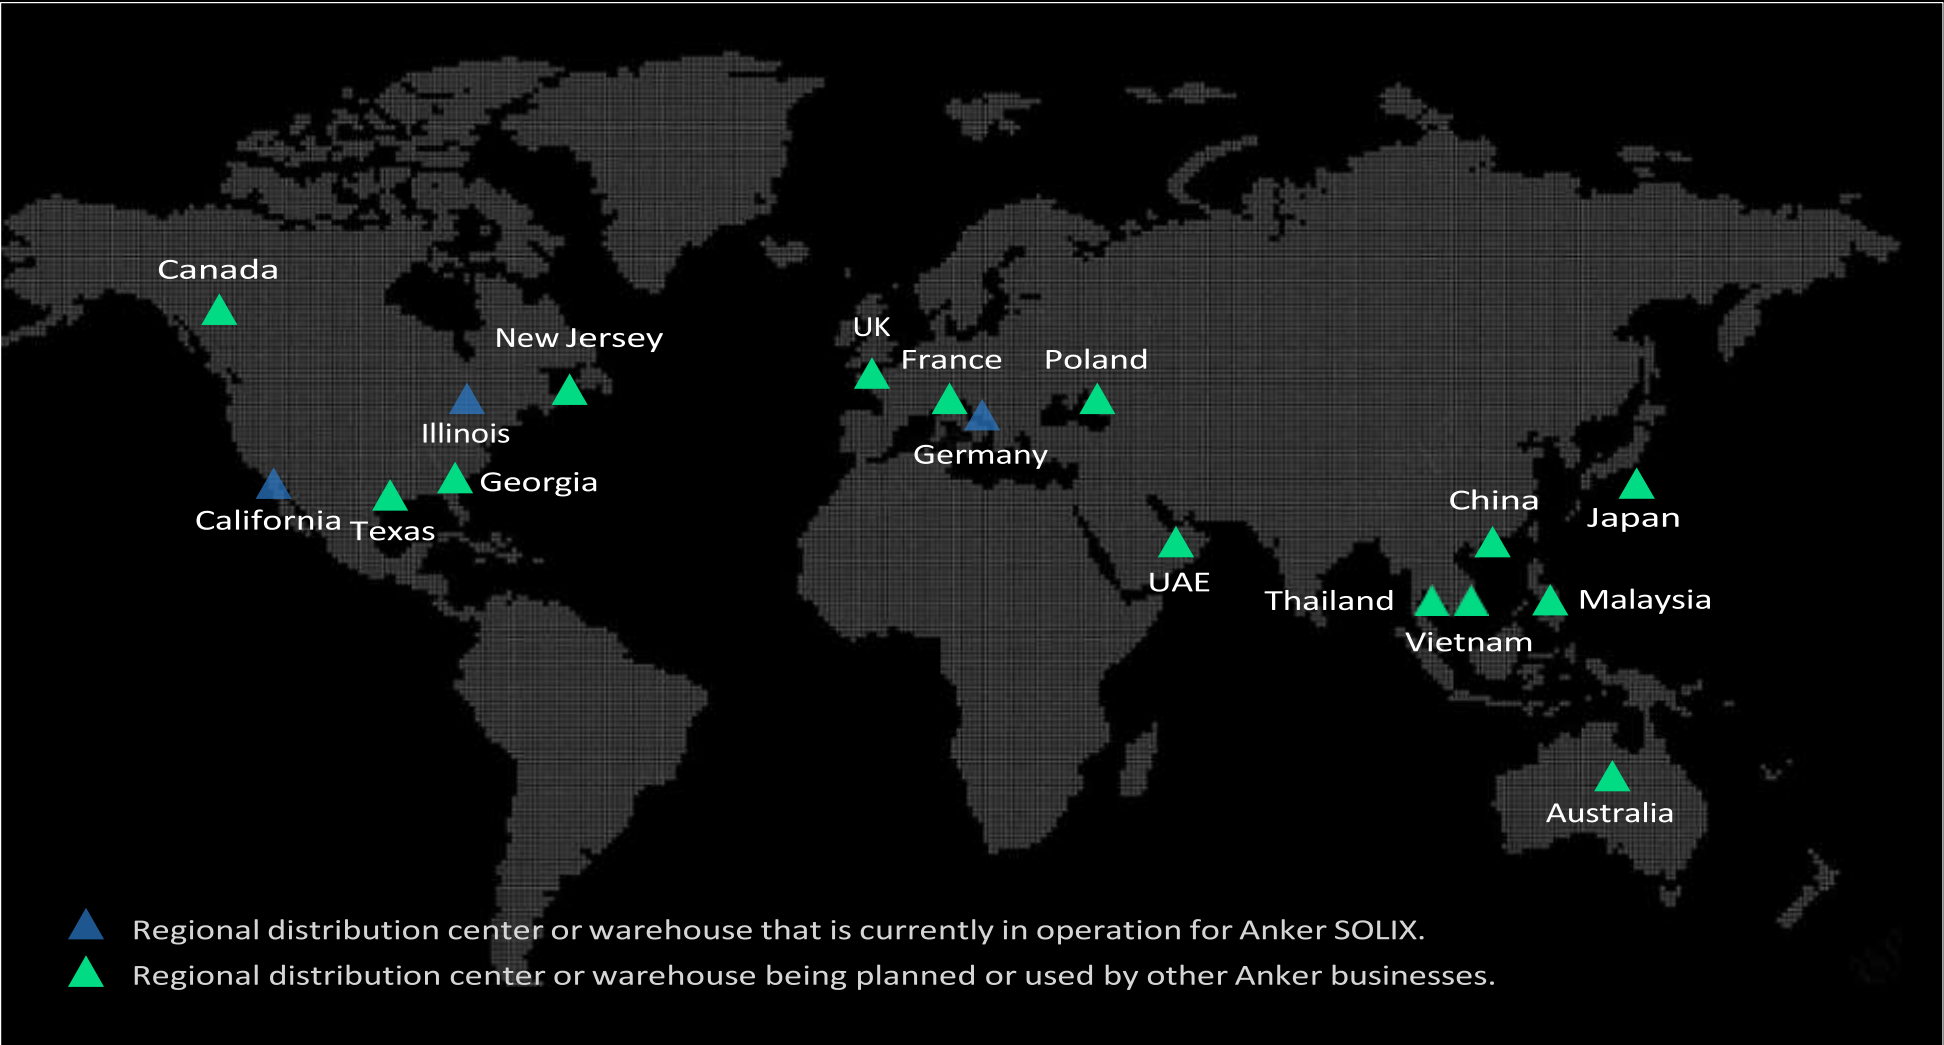 Canada
New Jersey
UK
France
Poland
Illinois
Germany
Georgia
California
Texas
China
Japan
UAE
Thailand
Malaysia
Vietnam
Australia
Regional distribution center or warehouse that is currently in operation for Anker SOLIX.
Regional distribution center or warehouse being planned or used by other Anker businesses.